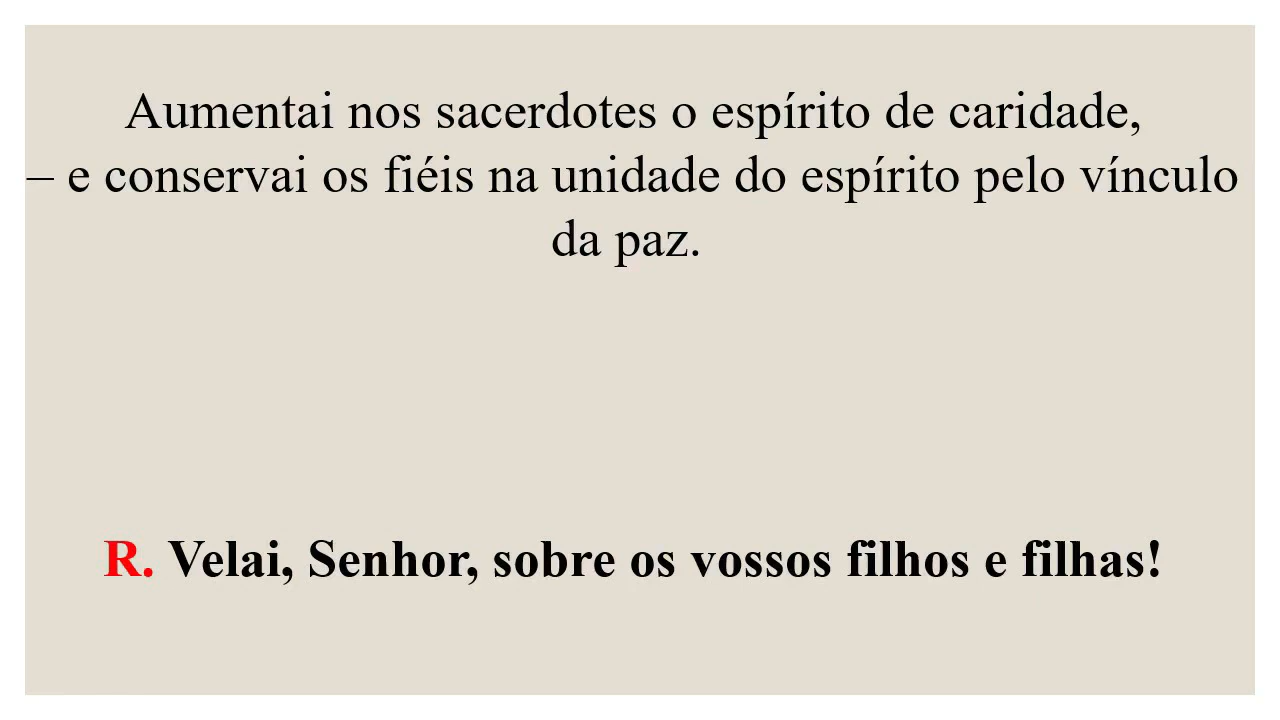 Aumentai nos sacerdotes o espírito de caridade,
– e conservai os fiéis na unidade do espírito pelo vínculo
da paz.
R. Velai, Senhor, sobre os vossos filhos e filhas!